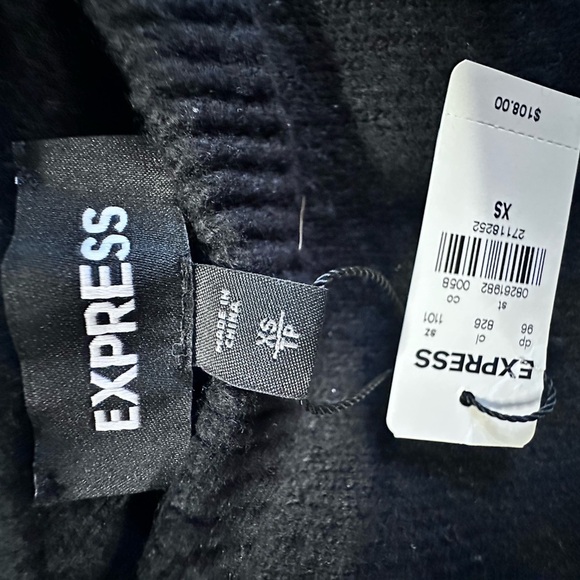 EXPRESS
MADE IN
CHINA
XS
TP
EXPRESS
dp cl sz
96 826 1101
st co
08261982 0058
27118252
XS
$108.00